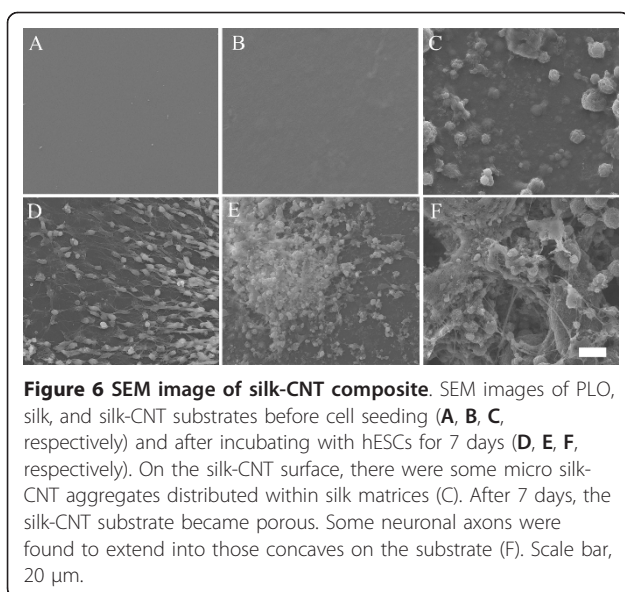 A
B
C
D
E
F
Figure 6 SEM image of silk-CNT composite. SEM images of PLO,
silk, and silk-CNT substrates before cell seeding (A, B, C,
respectively) and after incubating with hESCs for 7 days (D, E, F,
respectively). On the silk-CNT surface, there were some micro silk-
CNT aggregates distributed within silk matrices (C). After 7 days, the
silk-CNT substrate became porous. Some neuronal axons were
found to extend into those concaves on the substrate (F). Scale bar,
20 μm.